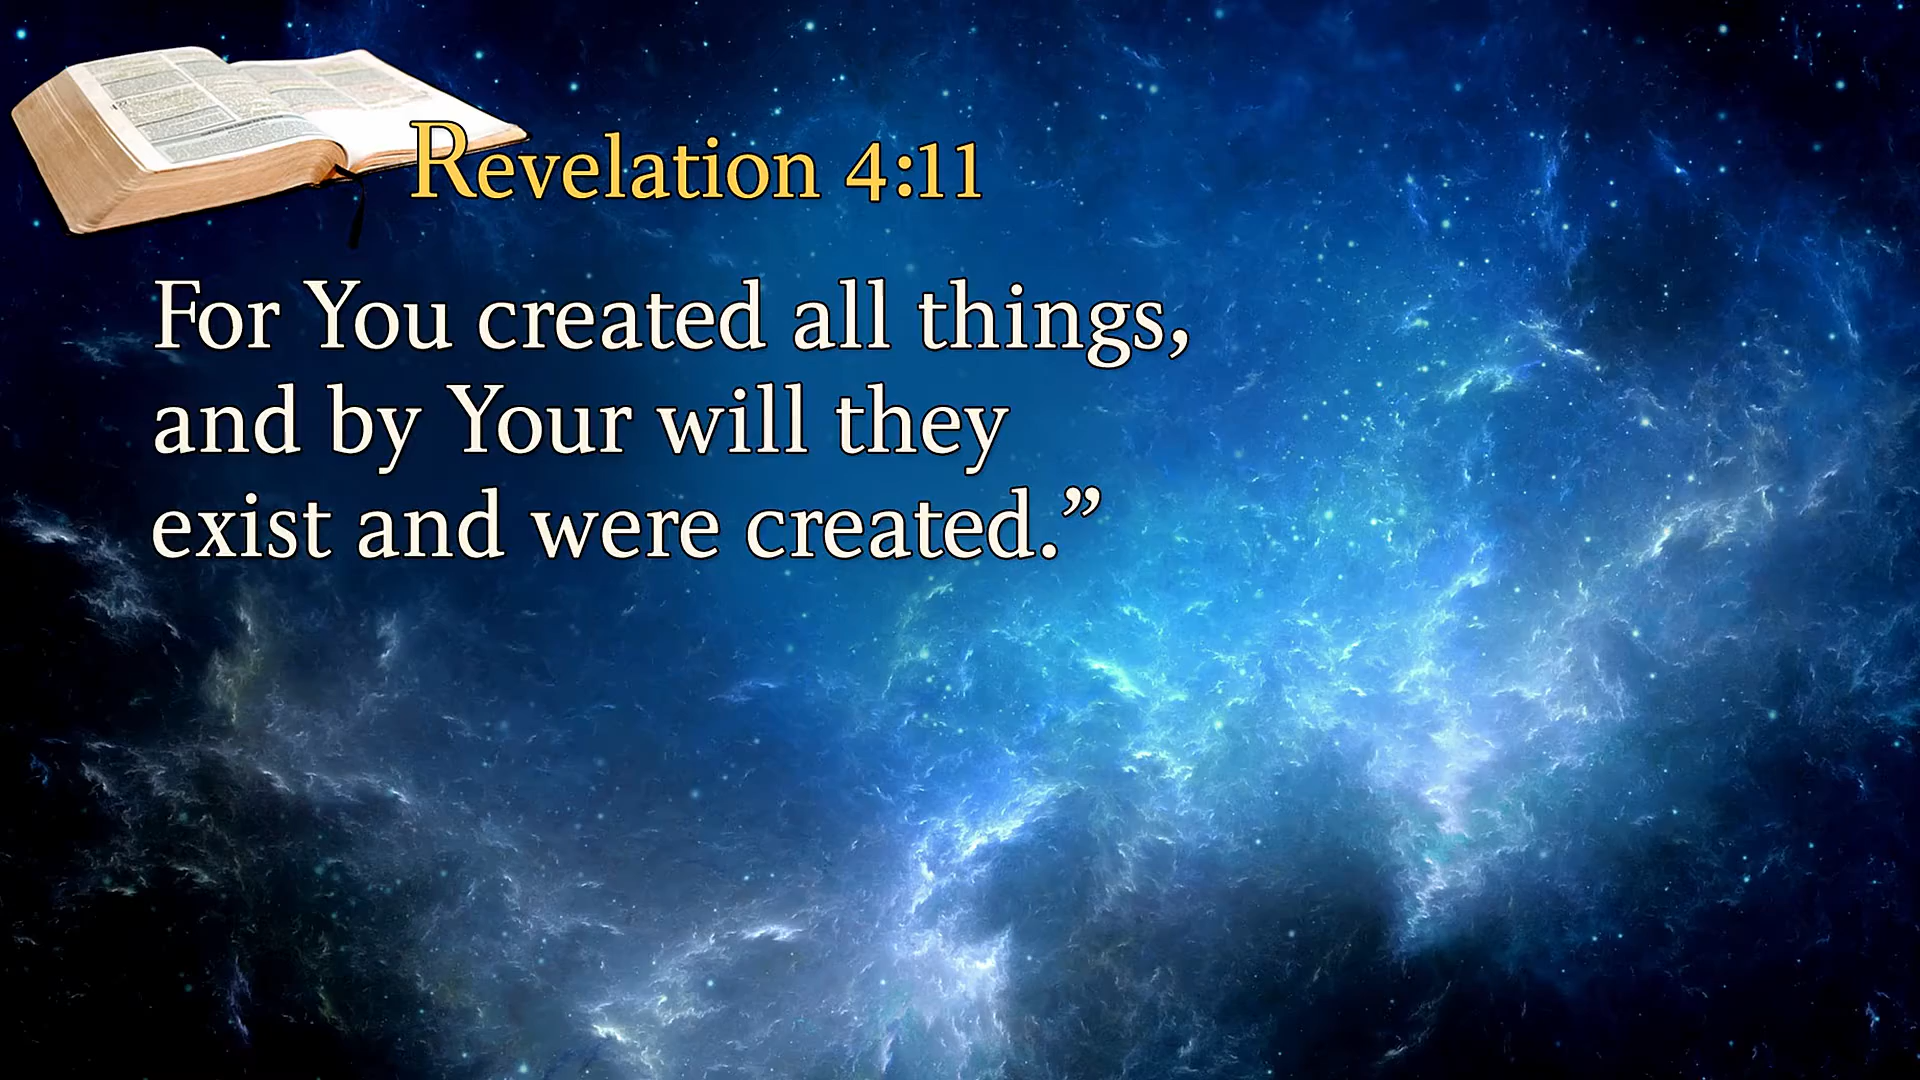 Revelation 4:11
For You created all things,
and by Your will they
exist and were created.”